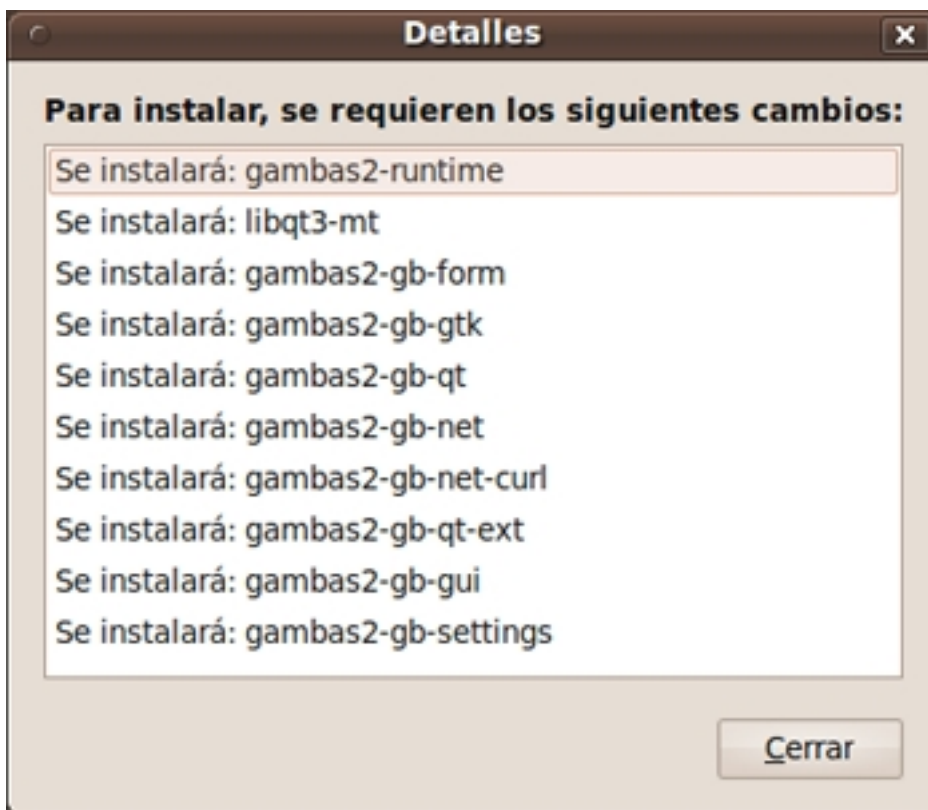 Detalles
Para instalar, se requieren los siguientes cambios:
Se instalará: gambas2-runtime
Se instalará: libqt3-mt
Se instalará: gambas2-gb-form
Se instalará: gambas2-gb-gtk
Se instalará: gambas2-gb-qt
Se instalará: gambas2-gb-net
Se instalará: gambas2-gb-net-curl
Se instalará: gambas2-gb-qt-ext
Se instalará: gambas2-gb-gui
Se instalará: gambas2-gb-settings
Cerrar